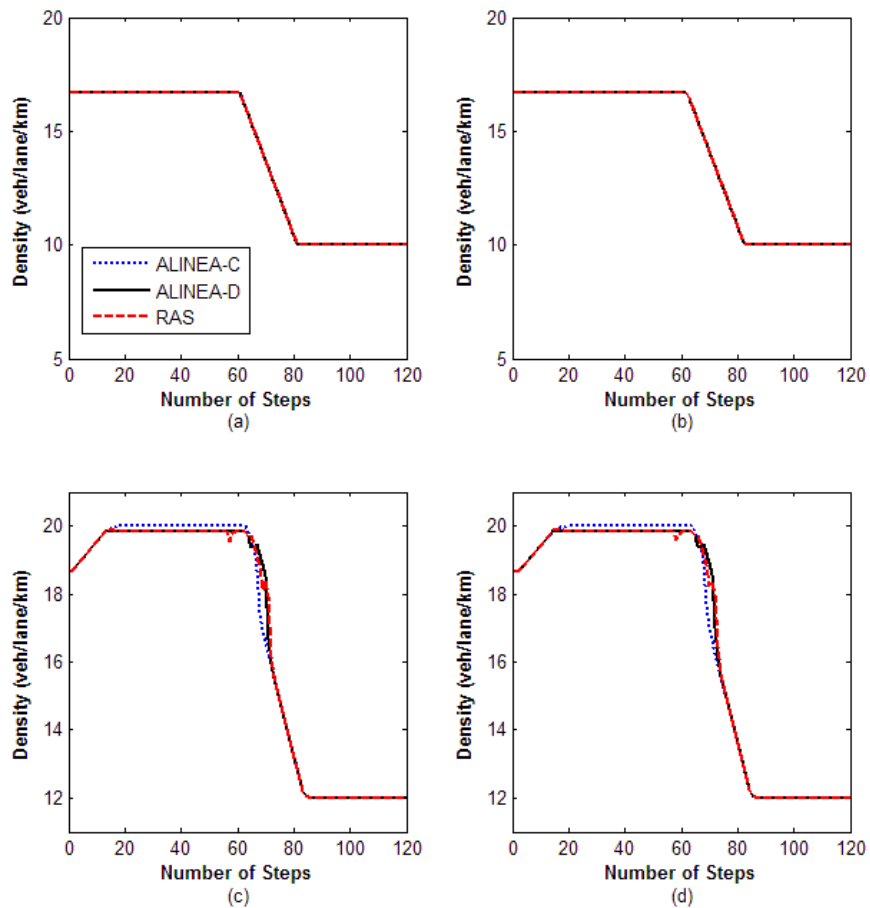 20
15
10
5
Density (veh/lane/km)
ALINEA-C
ALINEA-D
RAS
0 20 40 60 80 100 120
Number of Steps
(a)
20
15
10
5
Density (veh/lane/km)
0 20 40 60 80 100 120
Number of Steps
(b)
20
18
16
14
12
Density (veh/lane/km)
0 20 40 60 80 100 120
Number of Steps
(c)
20
18
16
14
12
Density (veh/lane/km)
0 20 40 60 80 100 120
Number of Steps
(d)